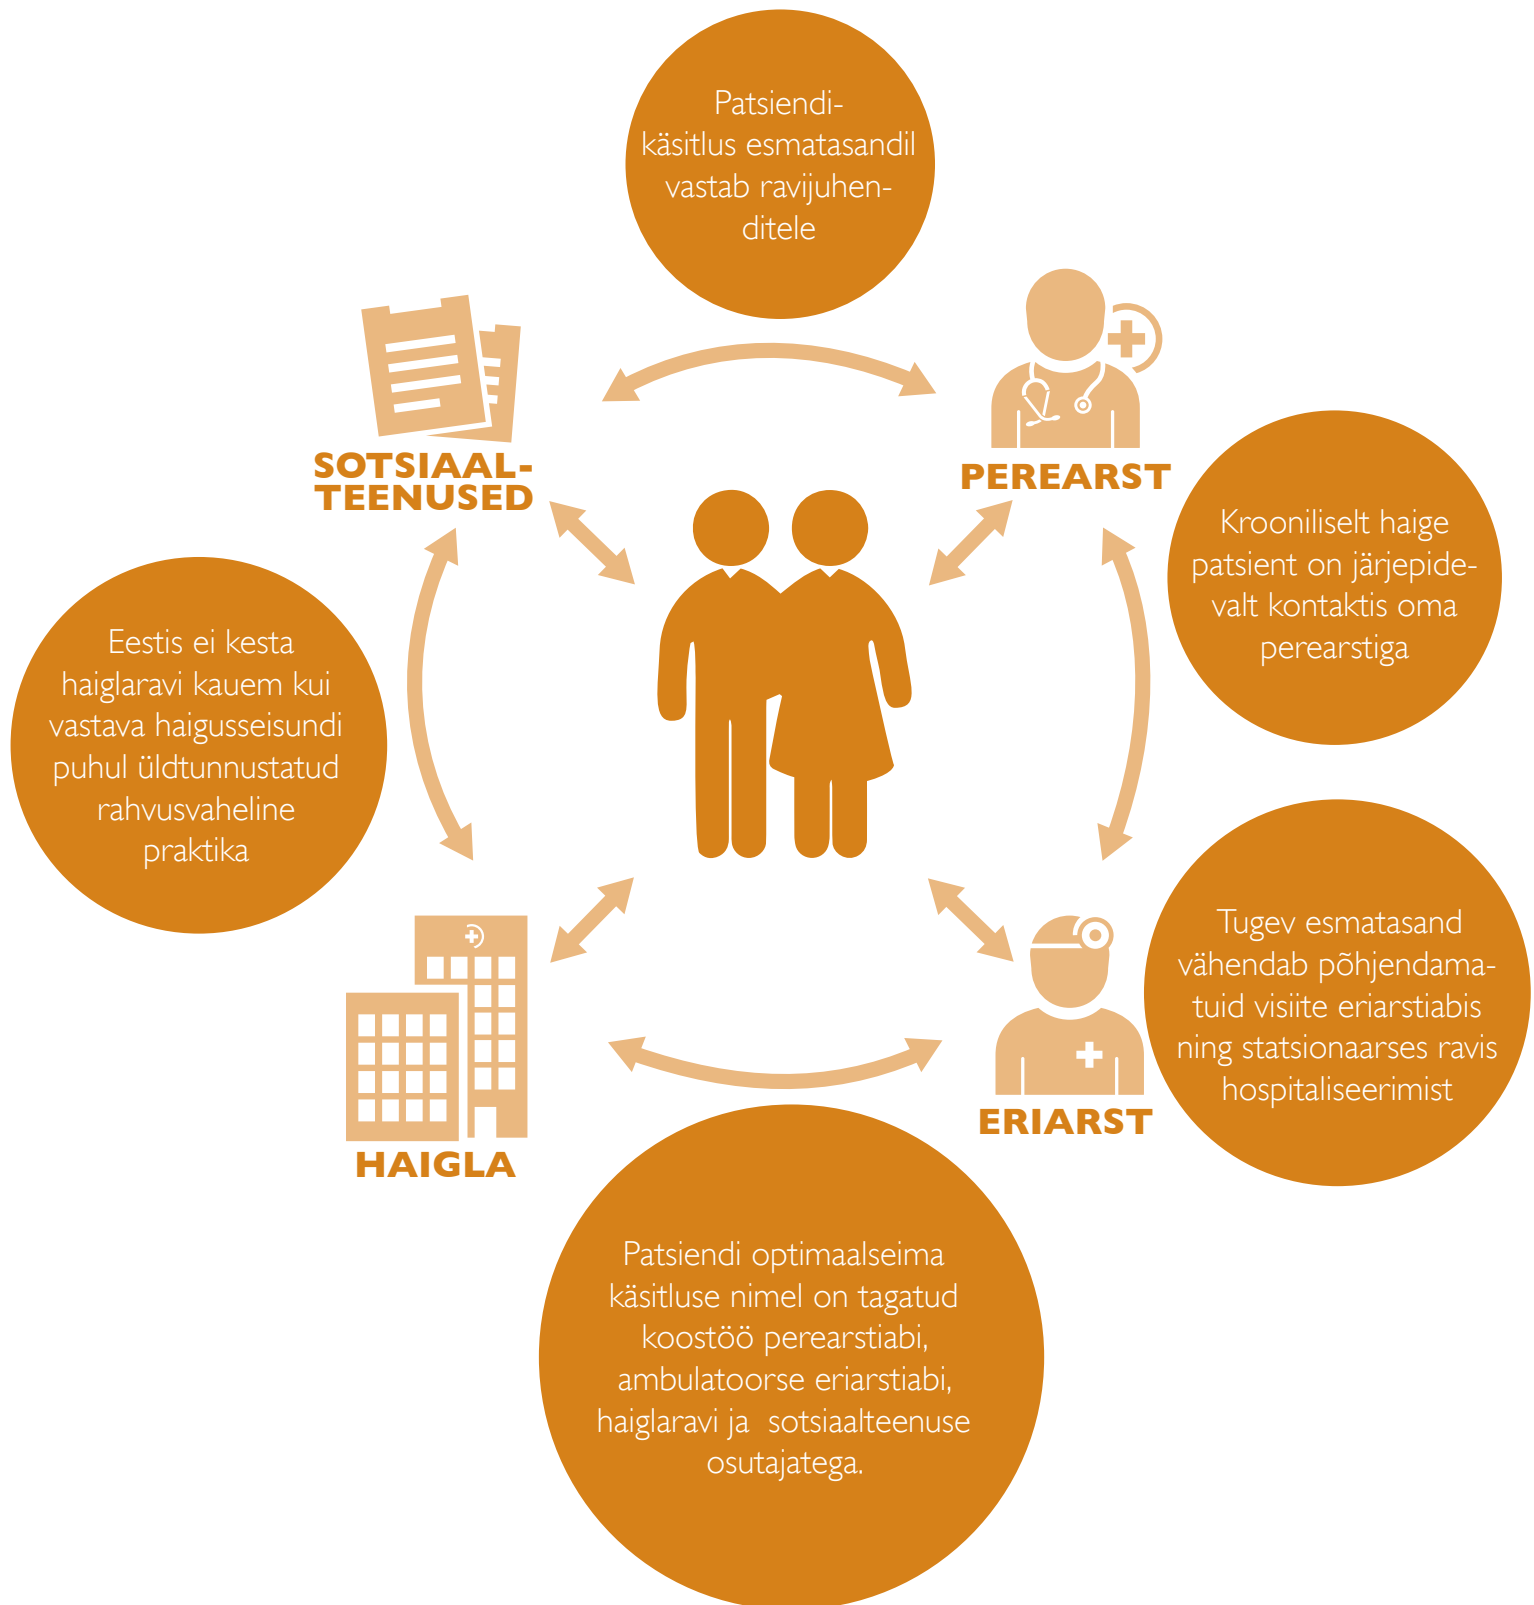 Patsiendi-
käsitlus esmatasandil
vastab ravijuhen-
ditele
SOTSIAAL-
TEENUSED
PEREARST
Krooniliselt haige
patsient on järjepide-
valt kontaktis oma
perearstiga
Eestis ei kesta
haiglaravi kauem kui
vastava haigusseisundi
puhul üldtunnustatud
rahvusvaheline
praktika
Tugev esmatasand
vähendab põhjendama-
tuid visiite eriarstiabis
ning statsionaarses ravis
hospitaliseerimist
HAIGLA
ERIARST
Patsiendi optimaalseima
käsitluse nimel on tagatud
koostöö perearstiabi,
ambulatoorse eriarstiabi,
haiglaravi ja sotsiaalteenuse
osutajatega.